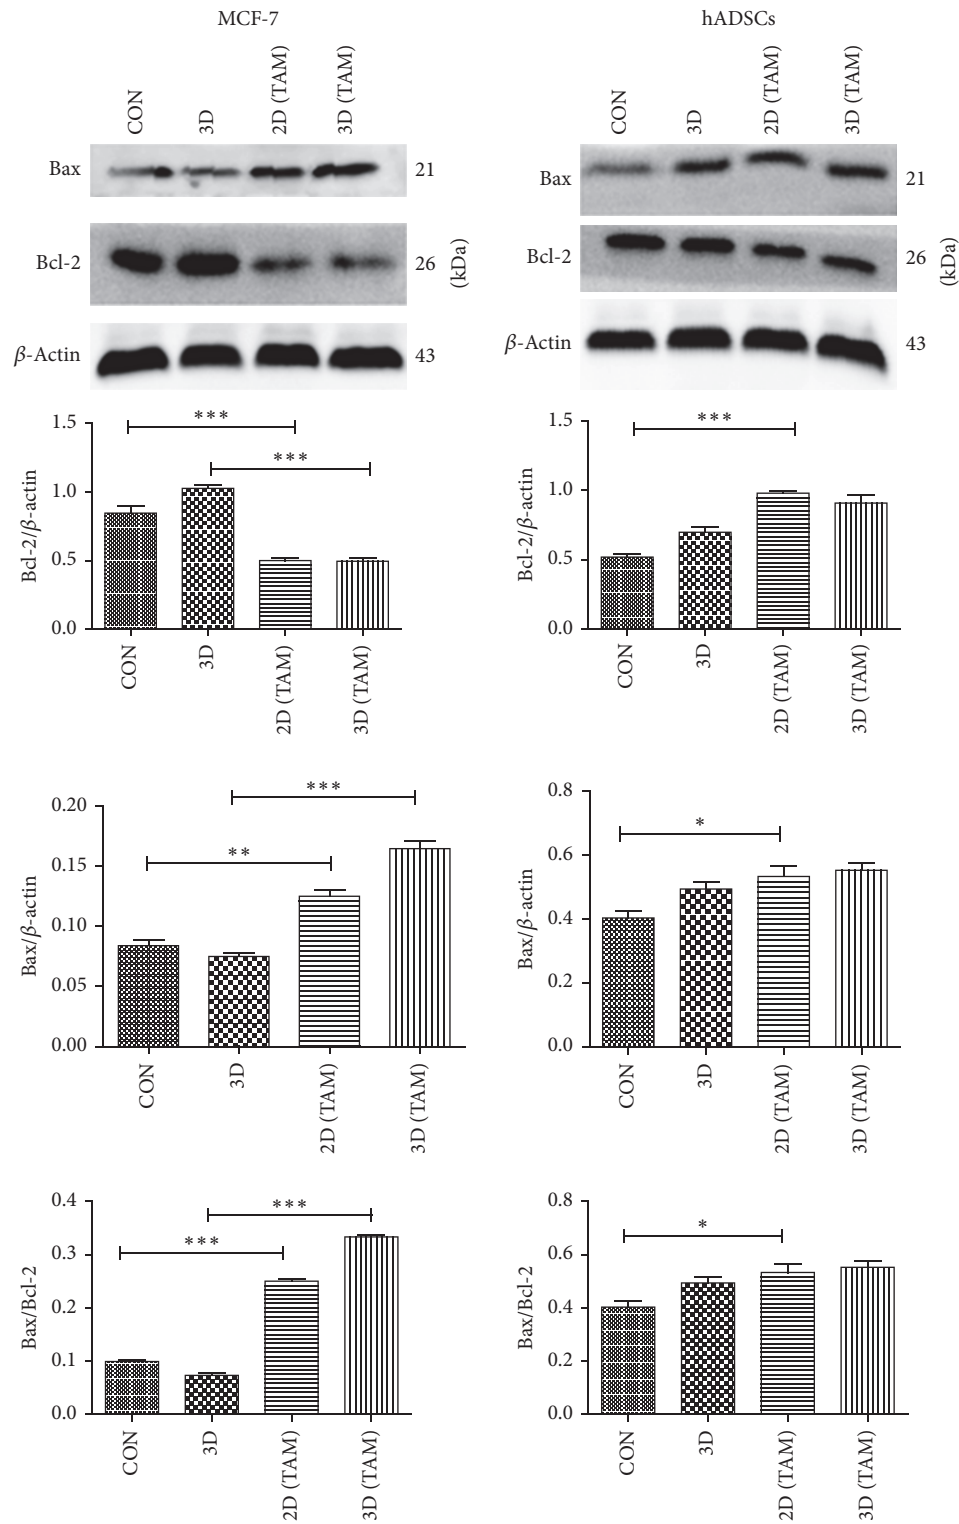 MCF-7
CON
3D
2D (TAM)
3D (TAM)
Bax
21
Bcl-2
26
(kDa)
β-Actin
43
hADSCs
CON
3D
2D (TAM)
3D (TAM)
Bax
21
Bcl-2
26
(kDa)
β-Actin
43
Bcl-2/β-actin
1.5
1.0
0.5
0.0
***
***
CON
3D
2D (TAM)
3D (TAM)
Bcl-2/β-actin
1.5
1.0
0.5
0.0
***
CON
3D
2D (TAM)
3D (TAM)
Bax/β-actin
0.20
0.15
0.10
0.05
0.00
***
**
CON
3D
2D (TAM)
3D (TAM)
Bax/β-actin
0.8
0.6
0.4
0.2
0.0
*
CON
3D
2D (TAM)
3D (TAM)
Bax/Bcl-2
0.4
0.3
0.2
0.1
0.0
***
***
CON
3D
2D (TAM)
3D (TAM)
Bax/Bcl-2
0.8
0.6
0.4
0.2
0.0
*
CON
3D
2D (TAM)
3D (TAM)